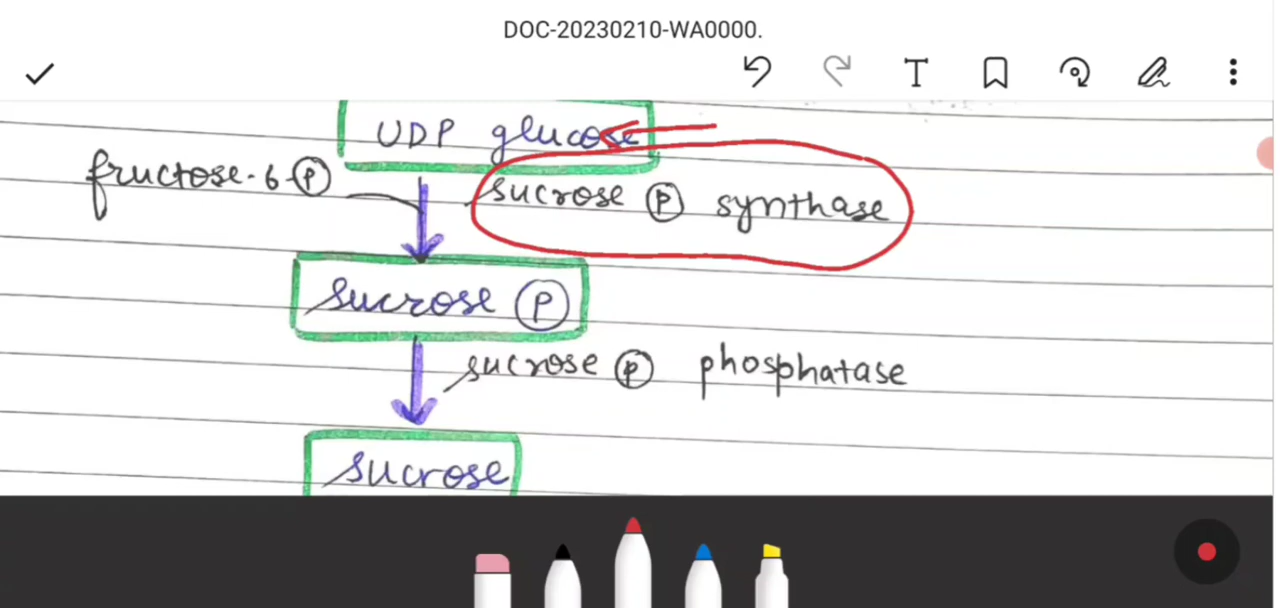 DOC-20230210-WA0000.
T
UDP glucose
fructose-6-Ⓟ
sucrose Ⓟ synthase
sucrose Ⓟ
sucrose Ⓟ phosphatase
sucrose